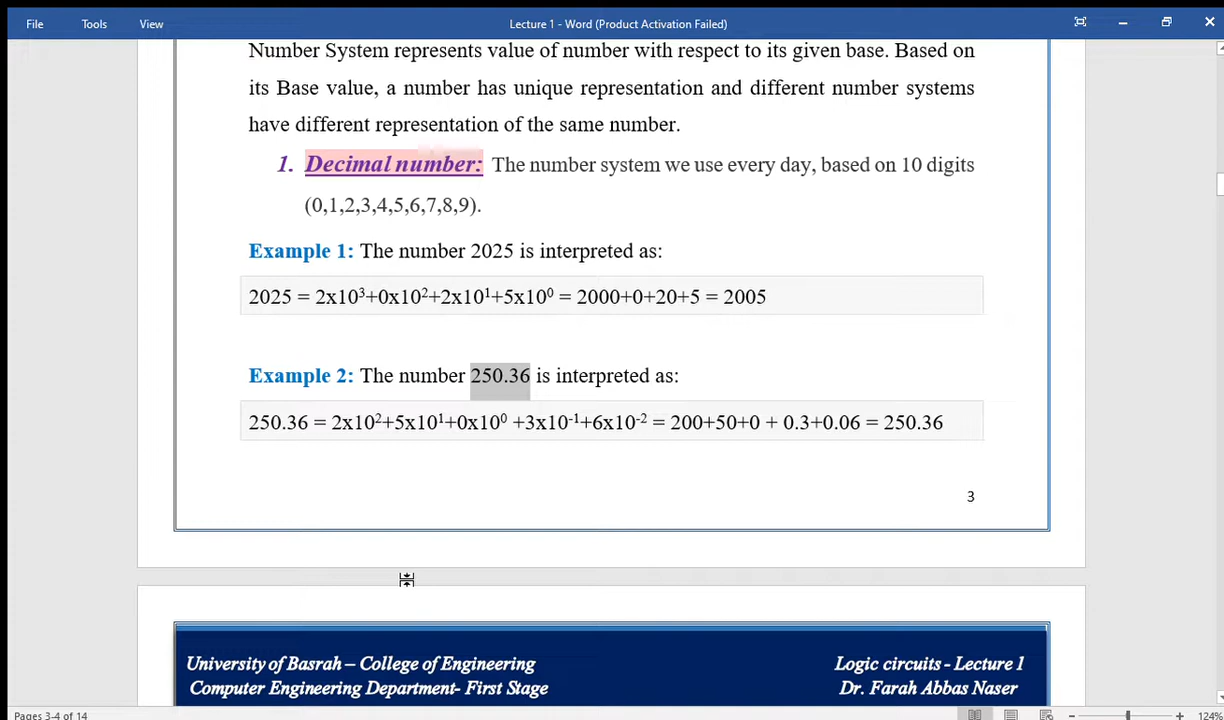 File Tools View Lecture 1 - Word (Product Activation Failed)
Number System represents value of number with respect to its given base. Based on
its Base value, a number has unique representation and different number systems
have different representation of the same number.
1. Decimal number: The number system we use every day, based on 10 digits
(0,1,2,3,4,5,6,7,8,9).
Example 1: The number 2025 is interpreted as:
2025 = 2x10³+0x10²+2x10¹+5x10⁰ = 2000+0+20+5 = 2005
Example 2: The number 250.36 is interpreted as:
250.36 = 2x10²+5x10¹+0x10⁰ +3x10⁻¹+6x10⁻² = 200+50+0 + 0.3+0.06 = 250.36
3
University of Basrah – College of Engineering Logic circuits - Lecture 1
Computer Engineering Department- First Stage Dr. Farah Abbas Naser
Pages 3-4 of 14 124%